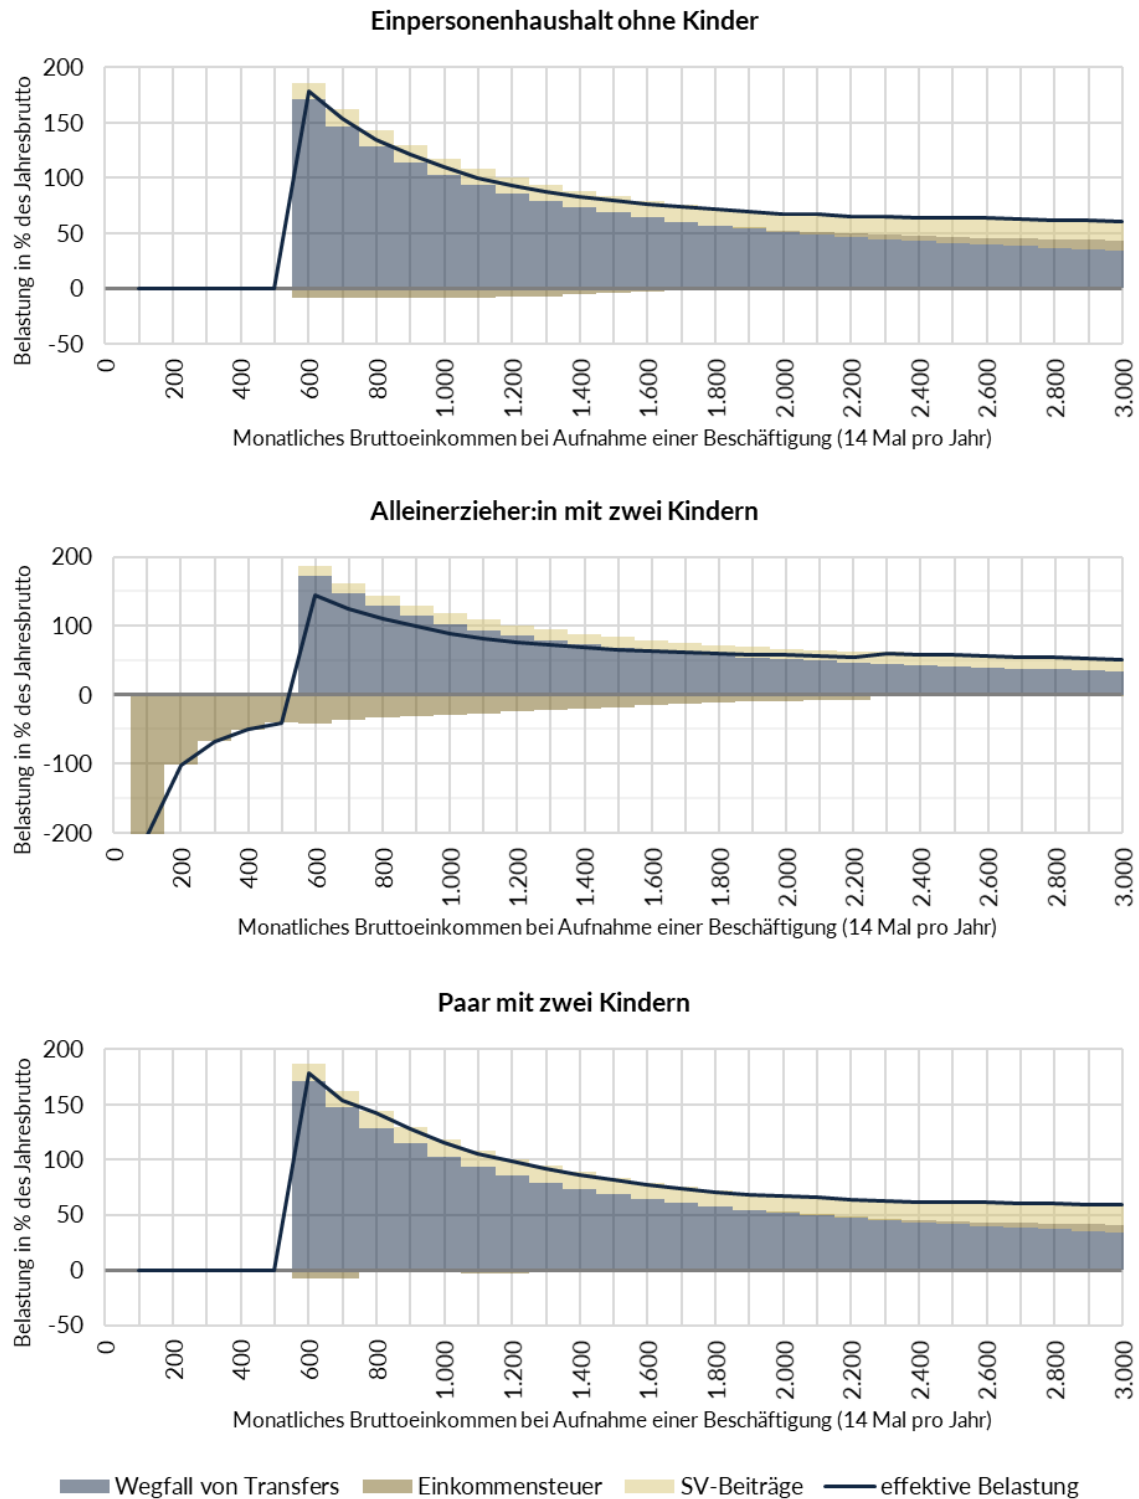 Einpersonenhaushalt ohne Kinder
Belastung in % des Jahresbrutto
200
150
100
50
0
-50
0 200 400 600 800 1.000 1.200 1.400 1.600 1.800 2.000 2.200 2.400 2.600 2.800 3.000
Monatliches Bruttoeinkommen bei Aufnahme einer Beschäftigung (14 Mal pro Jahr)
Alleinerzieher:in mit zwei Kindern
Belastung in % des Jahresbrutto
200
100
0
-100
-200
0 200 400 600 800 1.000 1.200 1.400 1.600 1.800 2.000 2.200 2.400 2.600 2.800 3.000
Monatliches Bruttoeinkommen bei Aufnahme einer Beschäftigung (14 Mal pro Jahr)
Paar mit zwei Kindern
Belastung in % des Jahresbrutto
200
150
100
50
0
-50
0 200 400 600 800 1.000 1.200 1.400 1.600 1.800 2.000 2.200 2.400 2.600 2.800 3.000
Monatliches Bruttoeinkommen bei Aufnahme einer Beschäftigung (14 Mal pro Jahr)
Wegfall von Transfers Einkommensteuer SV-Beiträge effektive Belastung